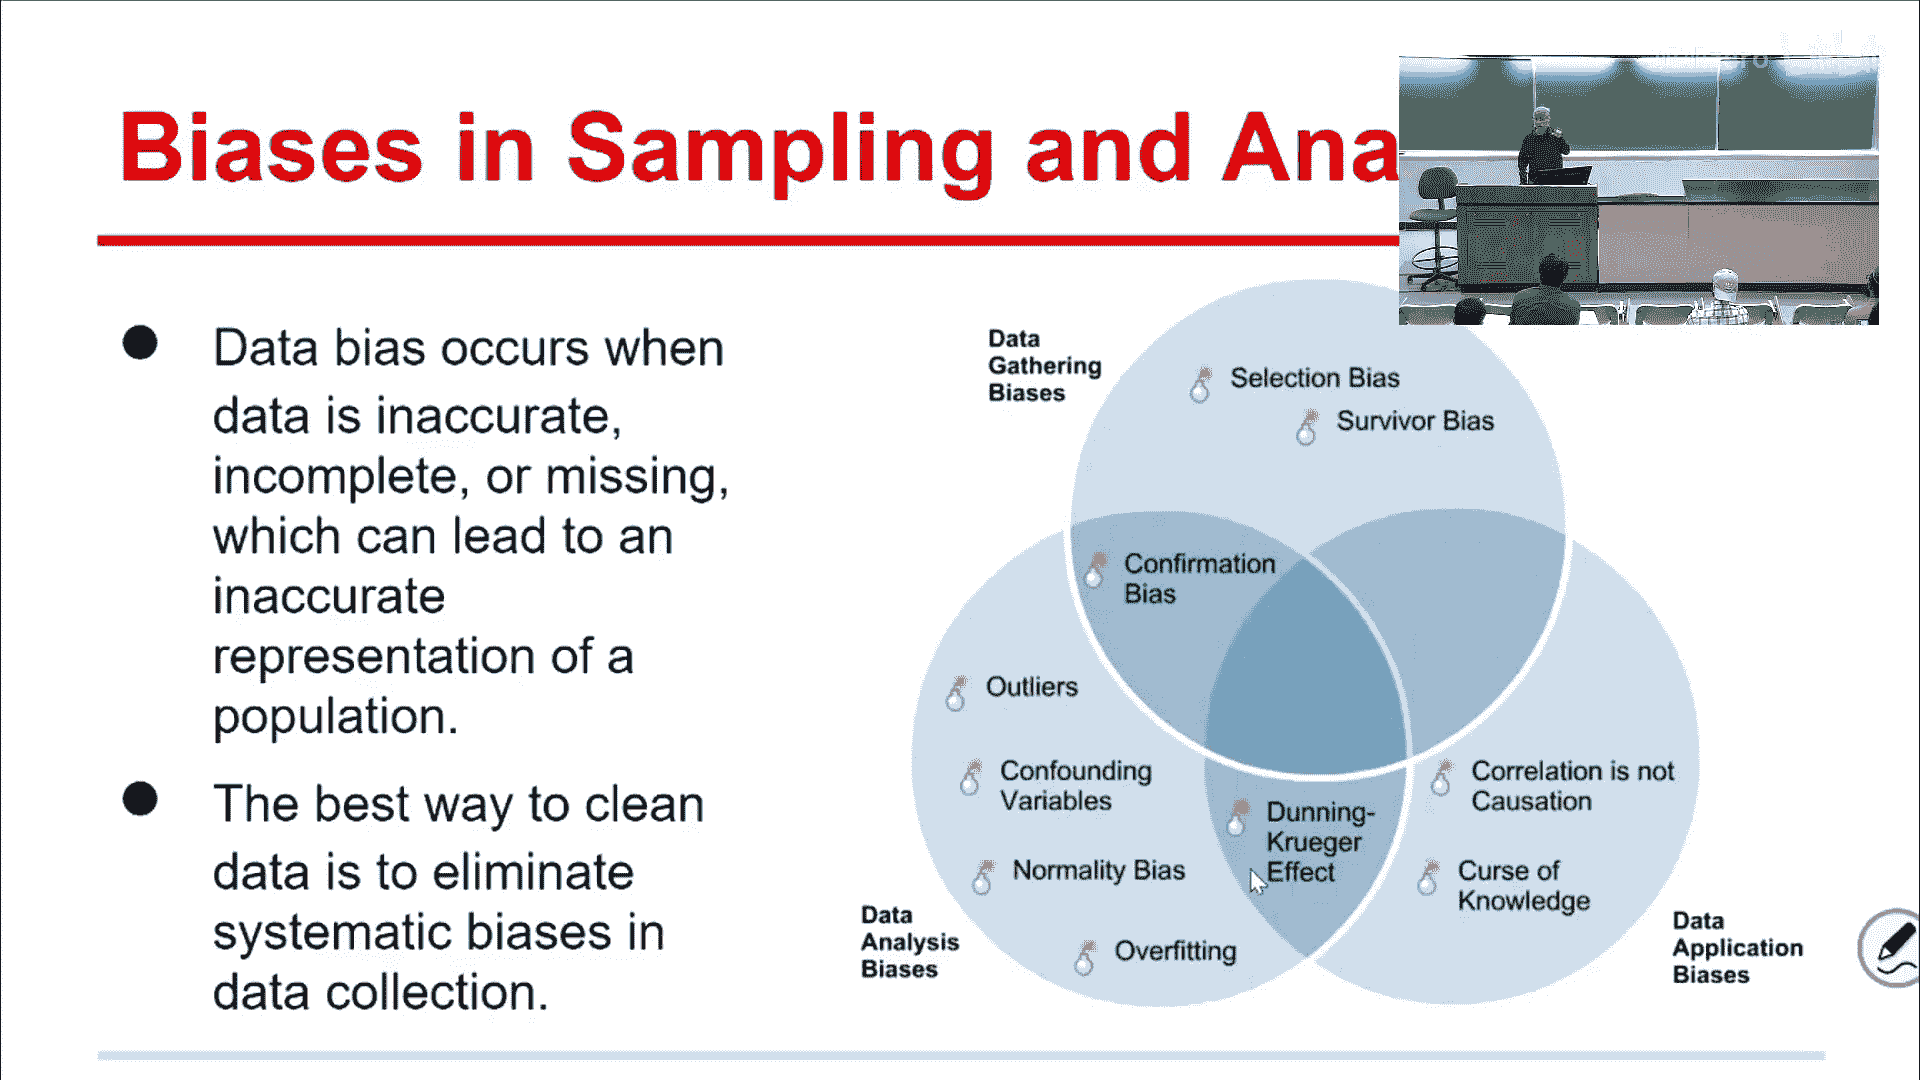 Biases in Sampling and Ana
Data bias occurs when
data is inaccurate,
incomplete, or missing,
which can lead to an
inaccurate
representation of a
population.
The best way to clean
data is to eliminate
systematic biases in
data collection.
Data
Gathering
Biases
Selection Bias
Survivor Bias
Confirmation
Bias
Outliers
Confounding
Variables
Normality Bias
Overfitting
Data
Analysis
Biases
Dunning-
Krueger
Effect
Correlation is not
Causation
Curse of
Knowledge
Data
Application
Biases